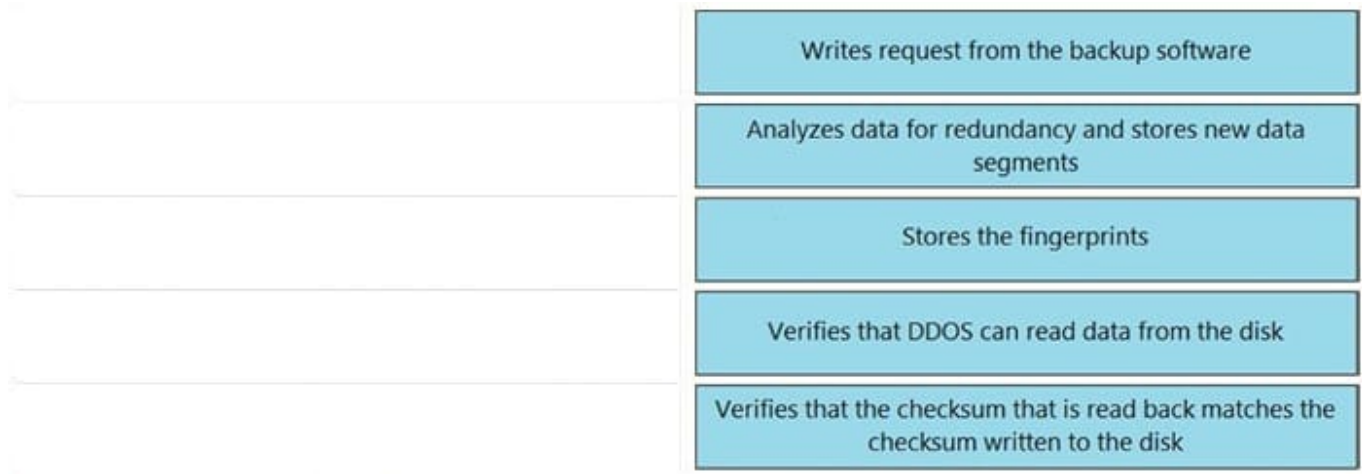 Writes request from the backup software
Analyzes data for redundancy and stores new data
segments
Stores the fingerprints
Verifies that DDOS can read data from the disk
Verifies that the checksum that is read back matches the
checksum written to the disk